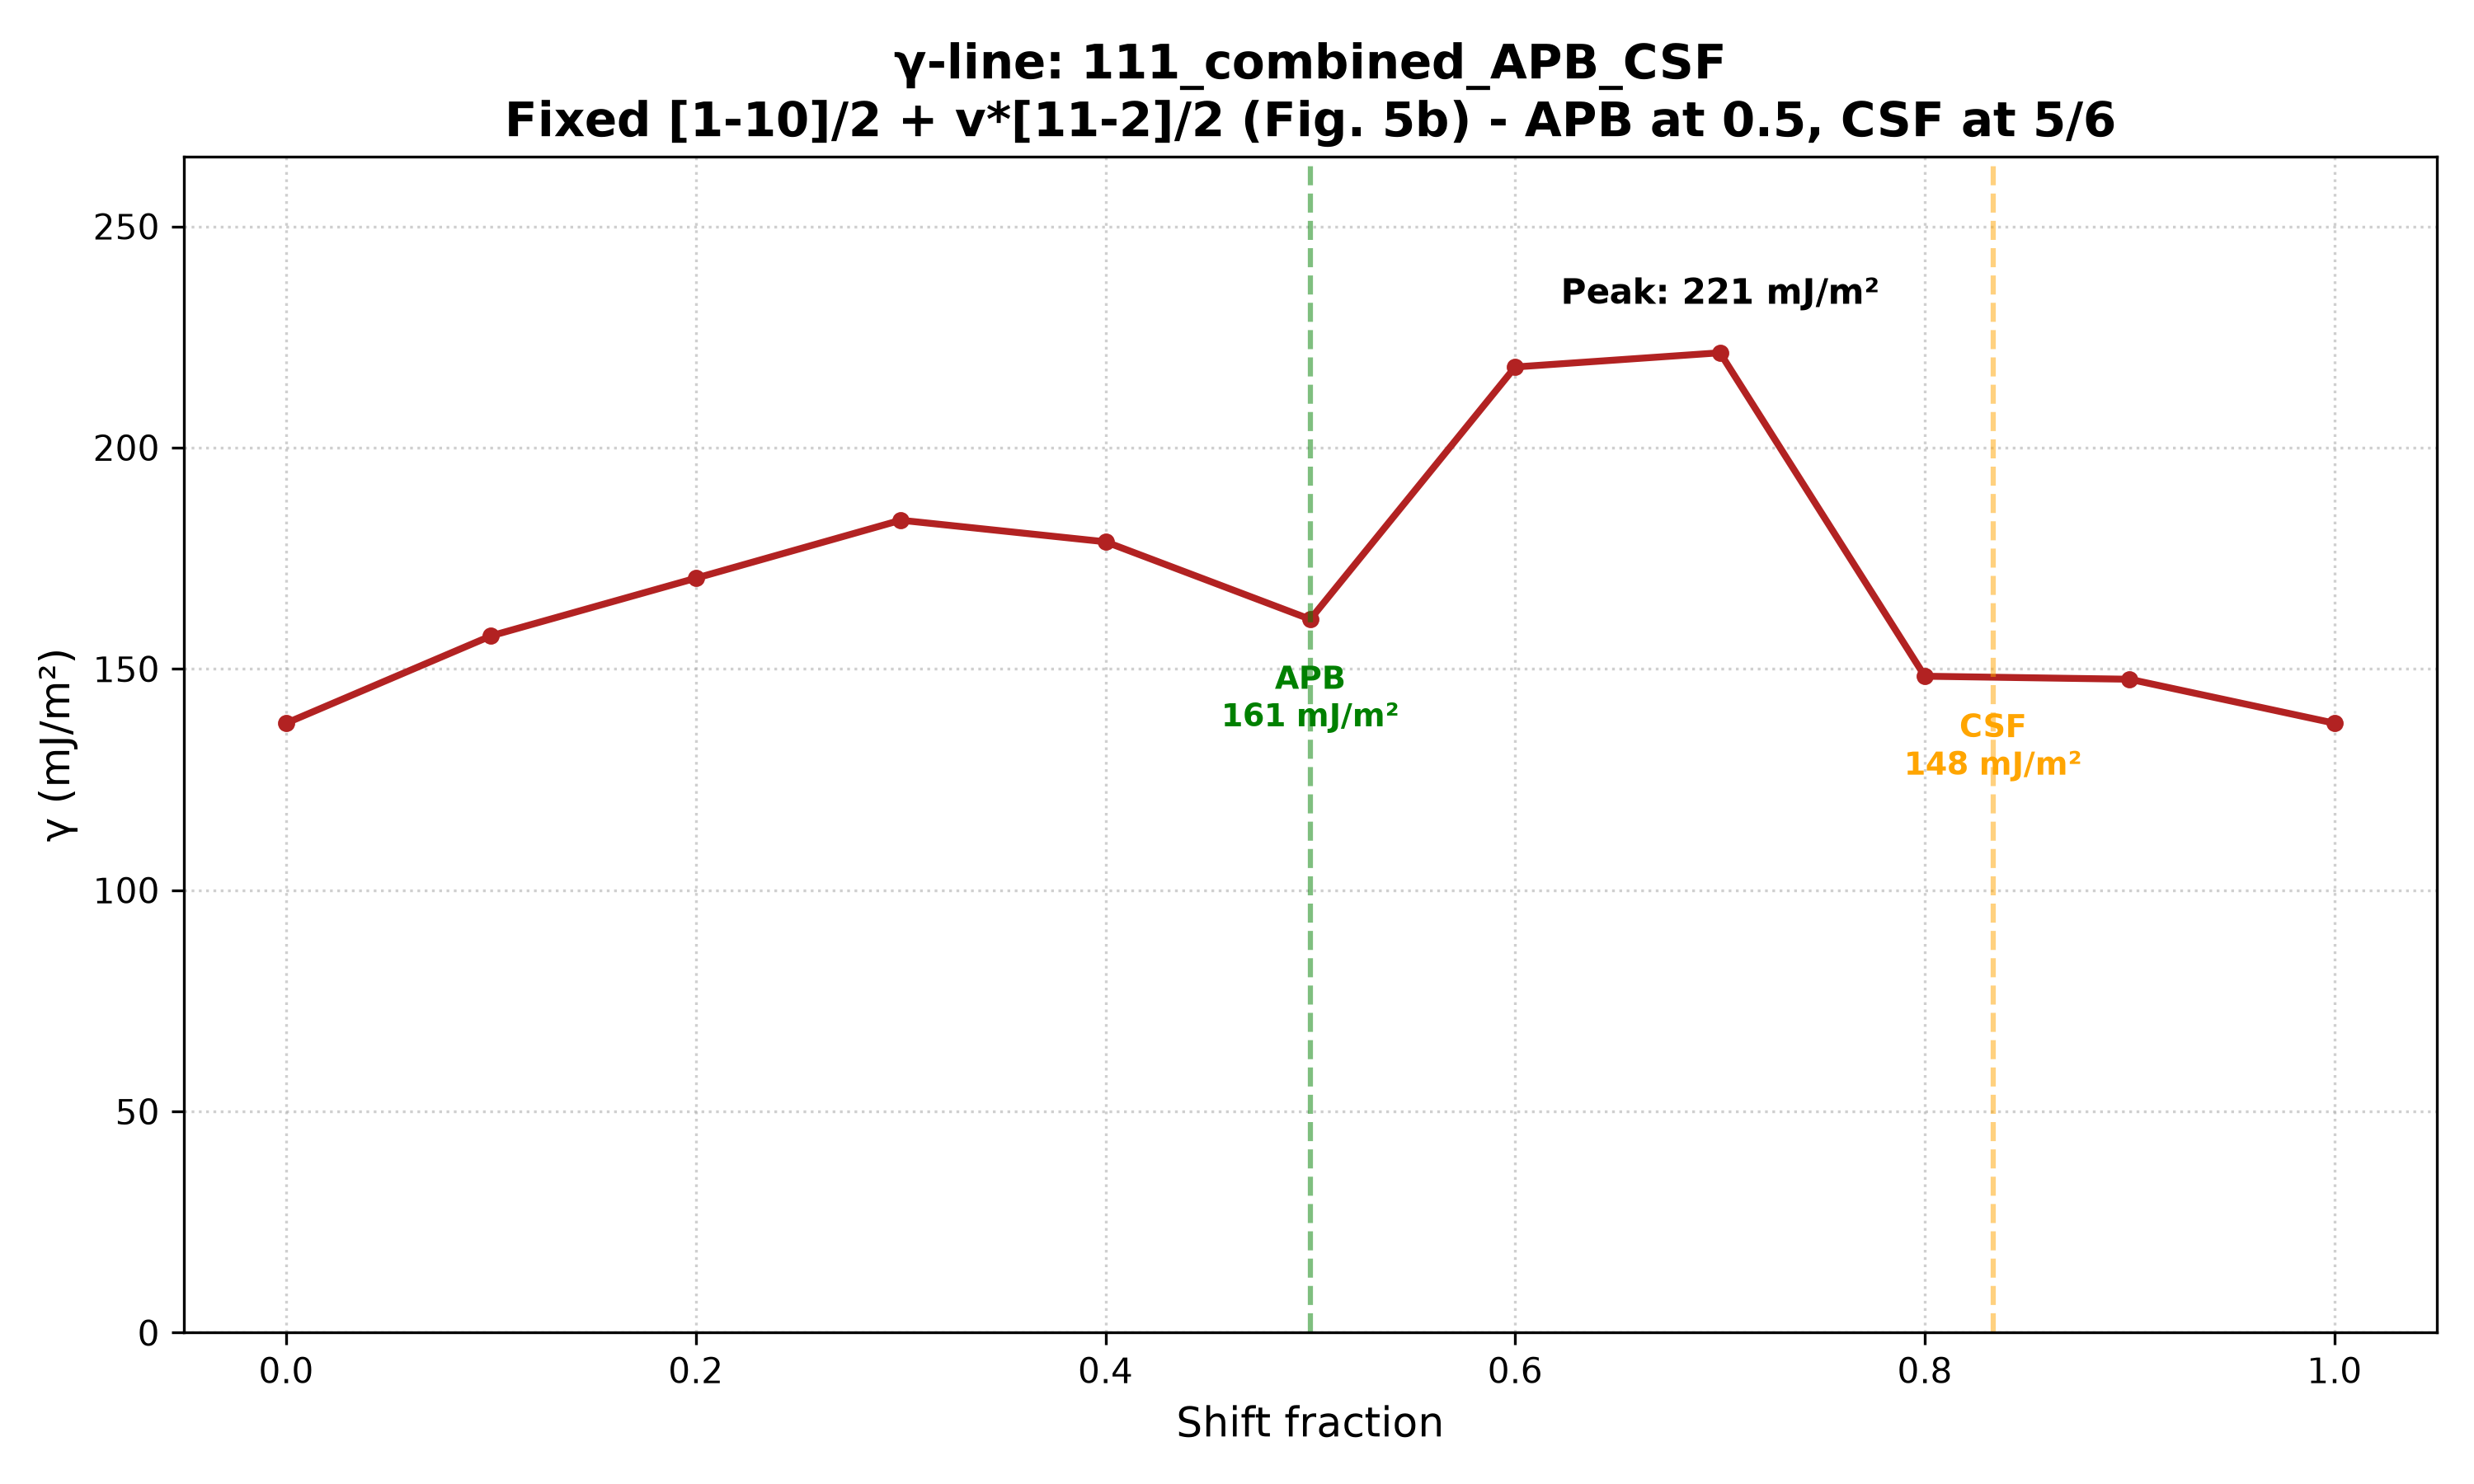 γ-line: 111_combined_APB_CSF
Fixed [1-10]/2 + v*[11-2]/2 (Fig. 5b) - APB at 0.5, CSF at 5/6
γ (mJ/m²)
250
200
150
100
50
0
Peak: 221 mJ/m²
APB
161 mJ/m²
CSF
148 mJ/m²
0.0 0.2 0.4 0.6 0.8 1.0
Shift fraction